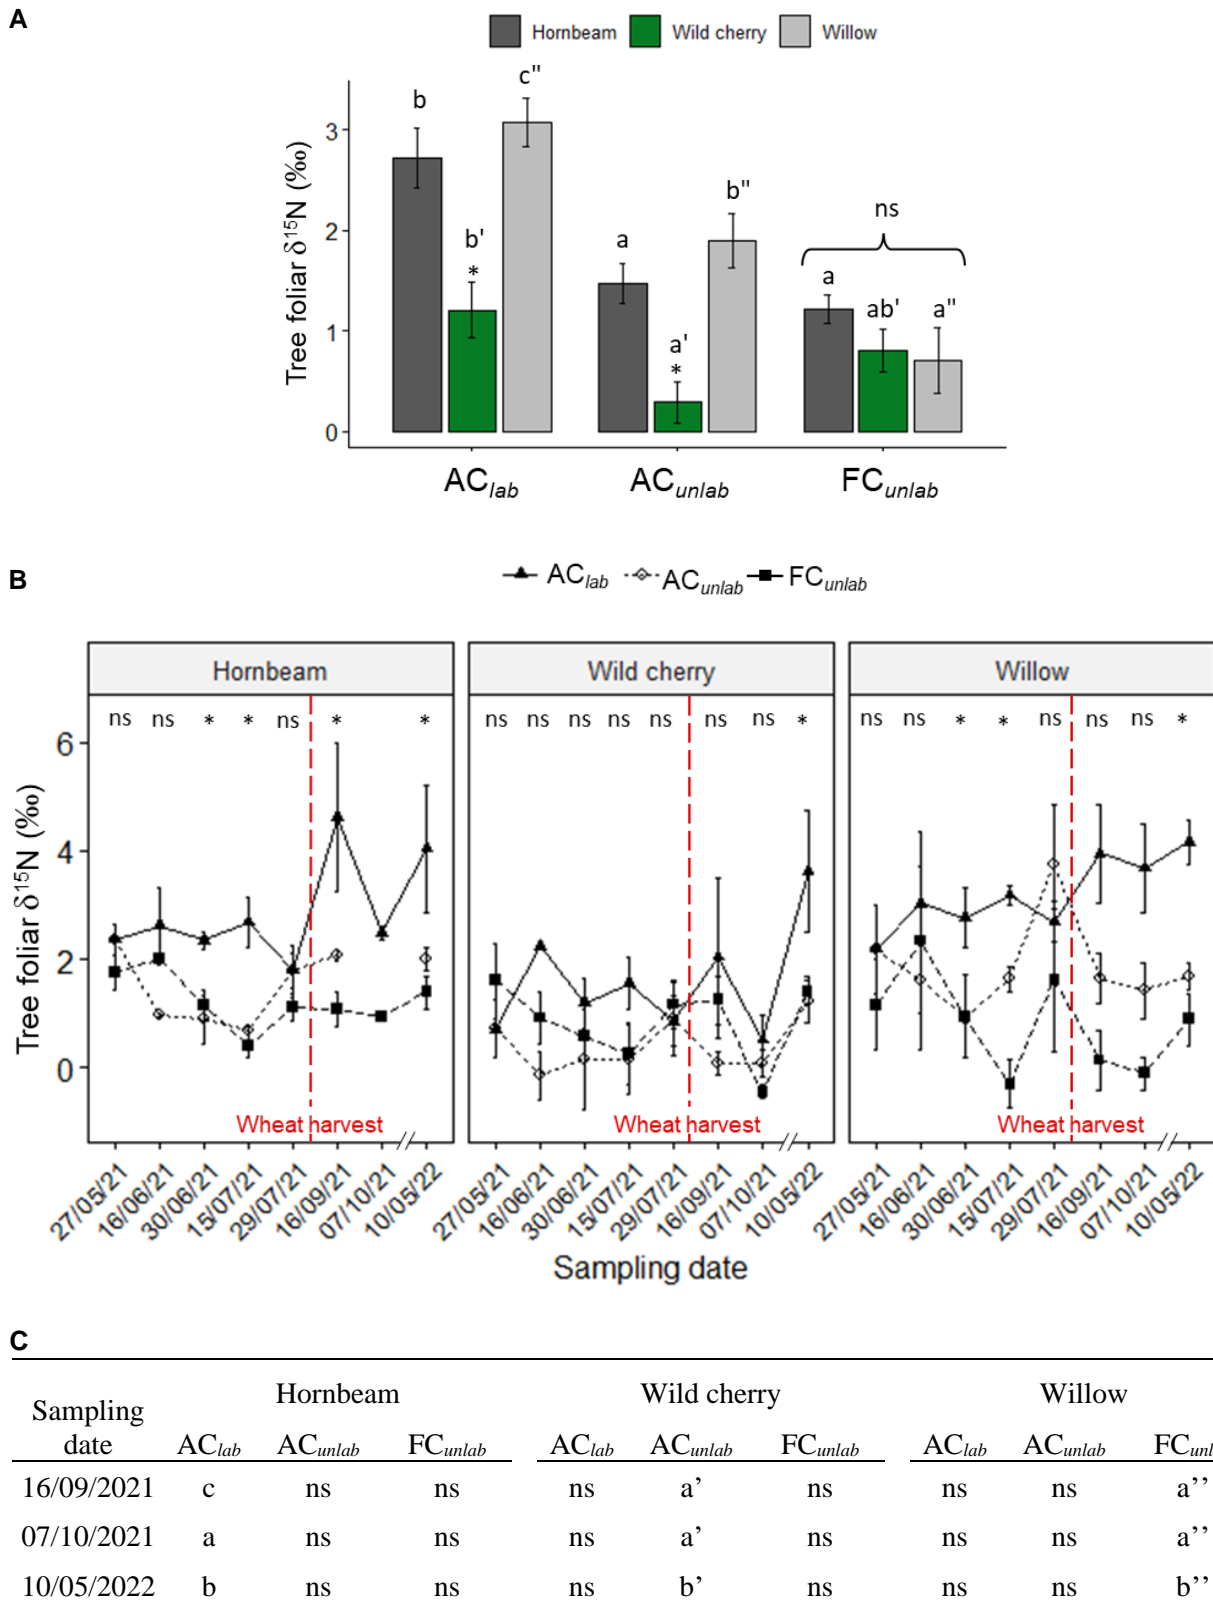 A
Hornbeam Wild cherry Willow
Tree foliar δ¹⁵N (‰)
3
2
1
0
b b' * c"
a a' * b"
ns
a ab' a"
AClab ACunlab FCunlab
B
AClab ACunlab FCunlab
Hornbeam Wild cherry Willow
ns ns * * ns * *
ns ns ns ns ns ns ns *
ns ns * * ns ns ns *
Tree foliar δ¹⁵N (‰)
6
4
2
0
Wheat harvest Wheat harvest Wheat harvest
27/05/21 16/06/21 30/06/21 15/07/21 29/07/21 16/09/21 07/10/21 10/05/22
27/05/21 16/06/21 30/06/21 15/07/21 29/07/21 16/09/21 07/10/21 10/05/22
27/05/21 16/06/21 30/06/21 15/07/21 29/07/21 16/09/21 07/10/21 10/05/22
Sampling date
C
Sampling date Hornbeam Wild cherry Willow
AClab ACunlab FCunlab AClab ACunlab FCunlab AClab ACunlab FCunl
16/09/2021 c ns ns ns a’ ns ns ns a’’
07/10/2021 a ns ns ns a’ ns ns ns a’’
10/05/2022 b ns ns ns b’ ns ns ns b’’